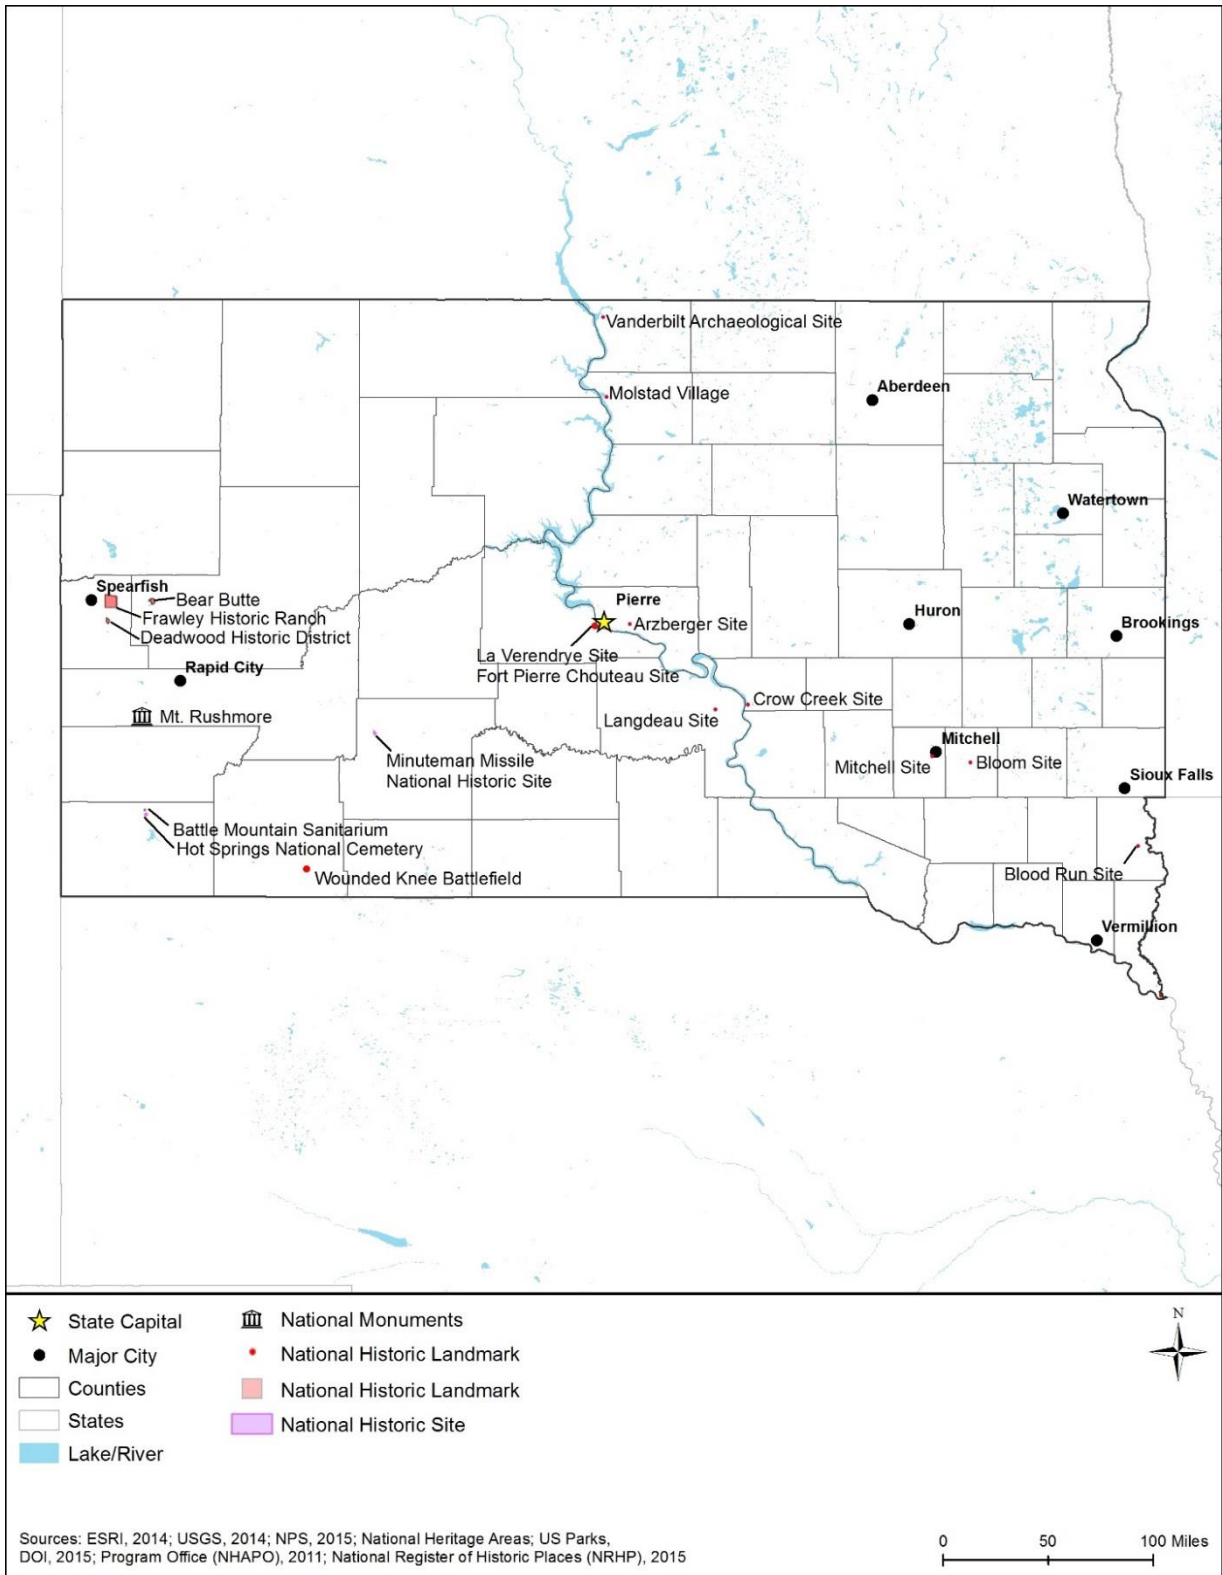 Vanderbilt Archaeological Site
Molstad Village
Aberdeen
Watertown
Spearfish
Bear Butte
Frawley Historic Ranch
Deadwood Historic District
Pierre
Arzberger Site
Huron
Brookings
La Verendrye Site
Fort Pierre Chouteau Site
Rapid City
Mt. Rushmore
Crow Creek Site
Langdeau Site
Minuteman Missile
National Historic Site
Mitchell
Mitchell Site
Bloom Site
Sioux Falls
Battle Mountain Sanitarium
Hot Springs National Cemetery
Wounded Knee Battlefield
Blood Run Site
Vermillion
State Capital
Major City
Counties
States
Lake/River
National Monuments
National Historic Landmark
National Historic Landmark
National Historic Site
N
Sources: ESRI, 2014; USGS, 2014; NPS, 2015; National Heritage Areas; US Parks,
DOI, 2015; Program Office (NHAPO), 2011; National Register of Historic Places (NRHP), 2015
0 50 100 Miles